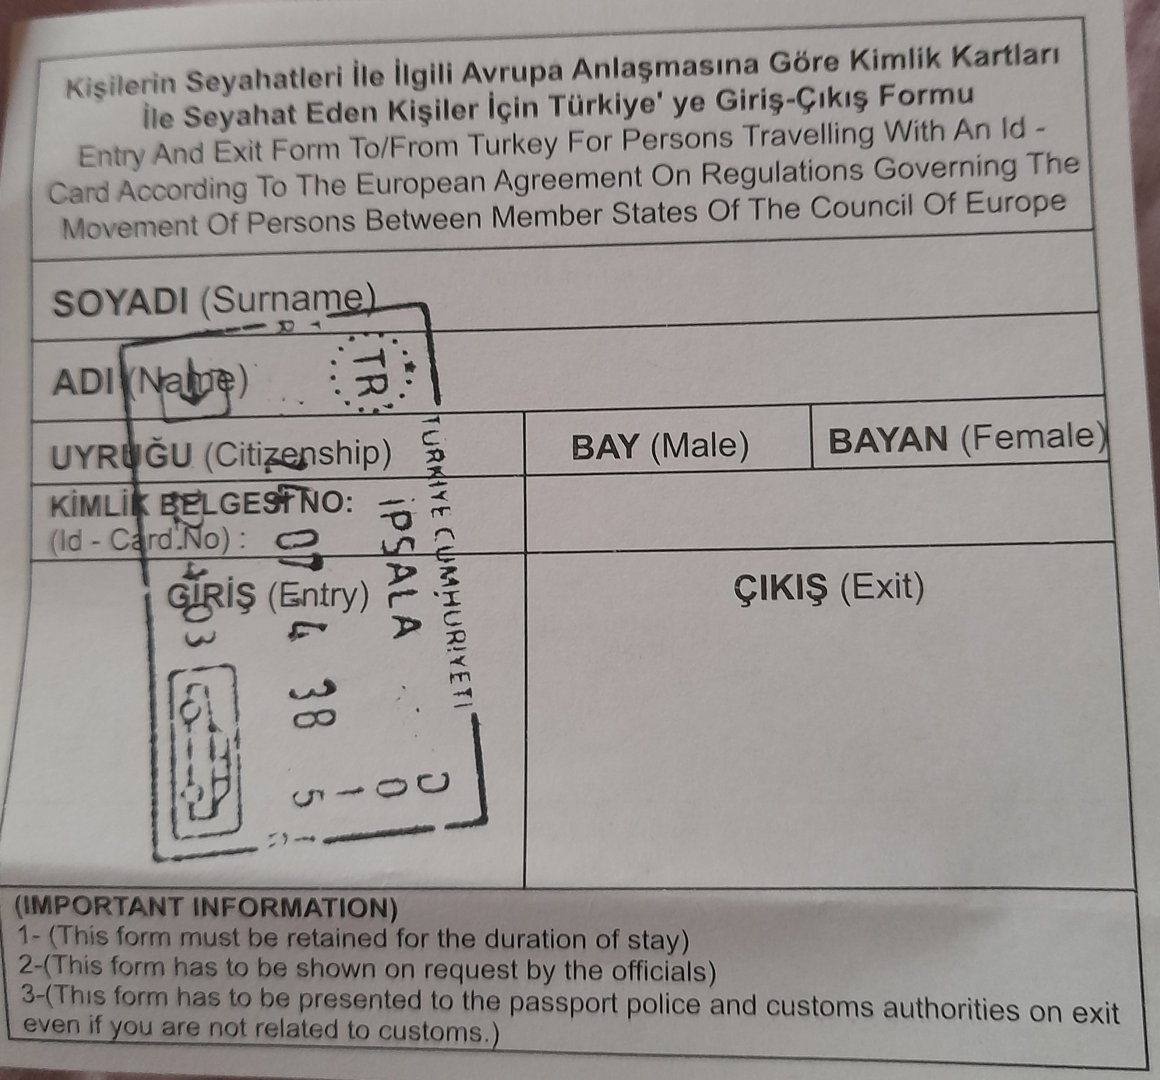 Kişilerin Seyahatleri İle İlgili Avrupa Anlaşmasına Göre Kimlik Kartları
İle Seyahat Eden Kişiler İçin Türkiye' ye Giriş-Çıkış Formu
Entry And Exit Form To/From Turkey For Persons Travelling With An Id -
Card According To The European Agreement On Regulations Governing The
Movement Of Persons Between Member States Of The Council Of Europe
SOYADI (Surname)
ADI (Name)
UYRUĞU (Citizenship)
BAY (Male)
BAYAN (Female)
KİMLİK BELGESİ NO:
(Id - Card.No) :
GİRİŞ (Entry)
ÇIKIŞ (Exit)
TR
TÜRKİYE CUMHURİYETİ
İPSALA
(IMPORTANT INFORMATION)
1- (This form must be retained for the duration of stay)
2-(This form has to be shown on request by the officials)
3-(This form has to be presented to the passport police and customs authorities on exit
even if you are not related to customs.)